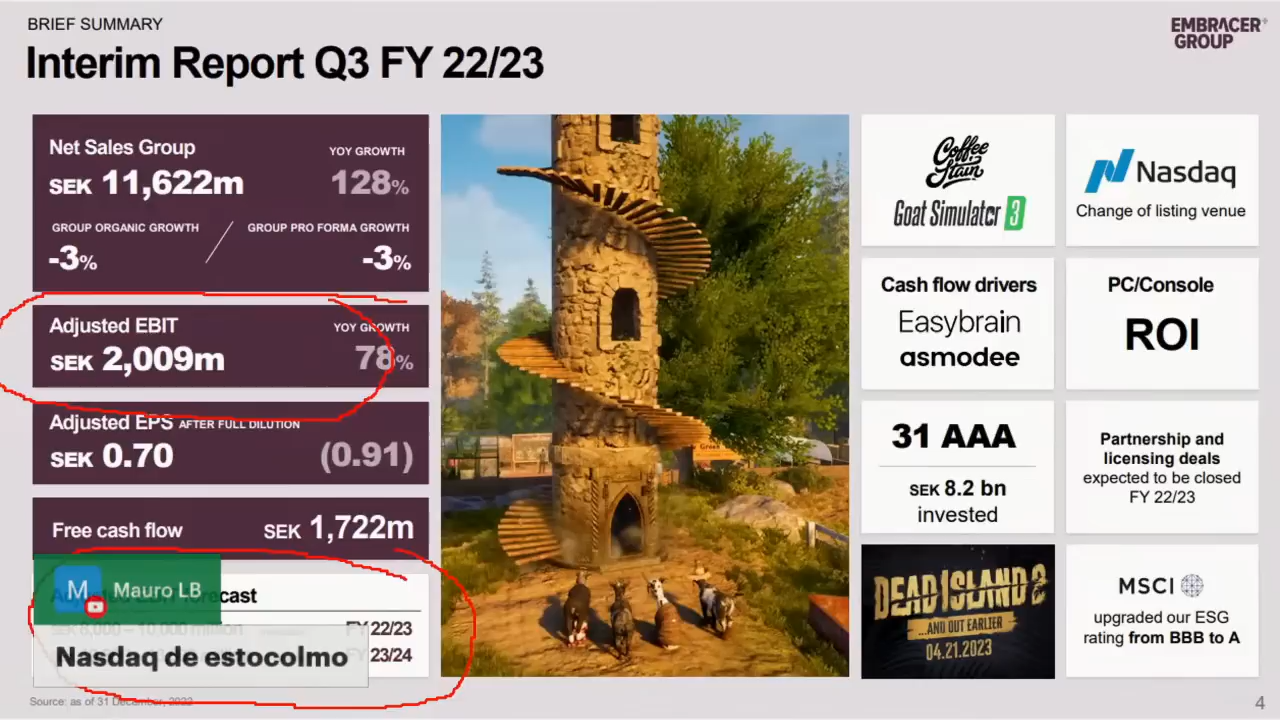 BRIEF SUMMARY
Interim Report Q3 FY 22/23
EMBRACER
GROUP
Net Sales Group
YOY GROWTH
SEK 11,622m
128%
GROUP ORGANIC GROWTH
GROUP PRO FORMA GROWTH
-3%
-3%
Adjusted EBIT
YOY GROWTH
SEK 2,009m
78%
Adjusted EPS AFTER FULL DILUTION
SEK 0.70
(0.91)
Free cash flow
SEK 1,722m
M
Mauro LB
FY 22/23
Nasdaq de estocolmo
23/24
Source: as of 31 December, 2022
Coffee
Stain
Goat Simulator 3
Nasdaq
Change of listing venue
Cash flow drivers
Easybrain
asmodee
PC/Console
ROI
31 AAA
SEK 8.2 bn
invested
Partnership and
licensing deals
expected to be closed
FY 22/23
DEAD ISLAND 2
...AND OUT EARLIER
04.21.2023
MSCI
upgraded our ESG
rating from BBB to A
4